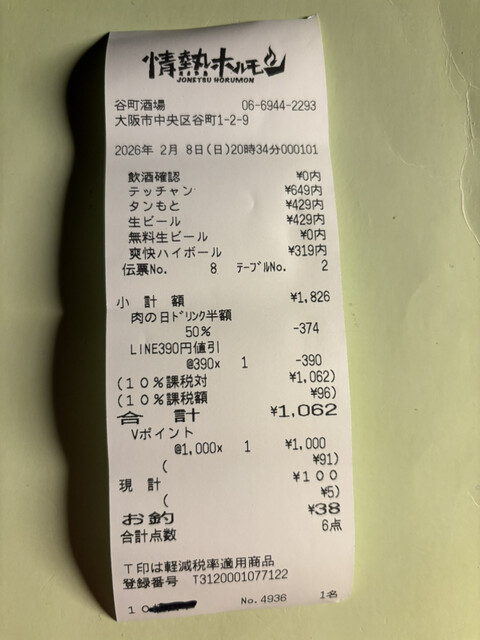 情熱ホルモン
JONETSU HORUMON
谷町酒場 06-6944-2293
大阪市中央区谷町1-2-9
2026年 2月 8日(日)20時34分000101
飲酒確認 ¥0内
テッチャン ¥649内
タンもと ¥429内
生ビール ¥429内
無料生ビール ¥0内
爽快ハイボール ¥319内
伝票No. 8 テーブルNo. 2
小 計 額 ¥1,826
肉の日ドリンク半額
50% -374
LINE390円値引
@390× 1 -390
(10%課税対 ¥1,062)
(10%課税額 ¥96)
合 計 ¥1,062
Vポイント
@1,000× 1 ¥1,000
( ¥91)
現 計 ¥100
( ¥5)
お釣 ¥38
合計点数 6点
T印は軽減税率適用商品
登録番号 T3120001077122
10 No.4936 1名